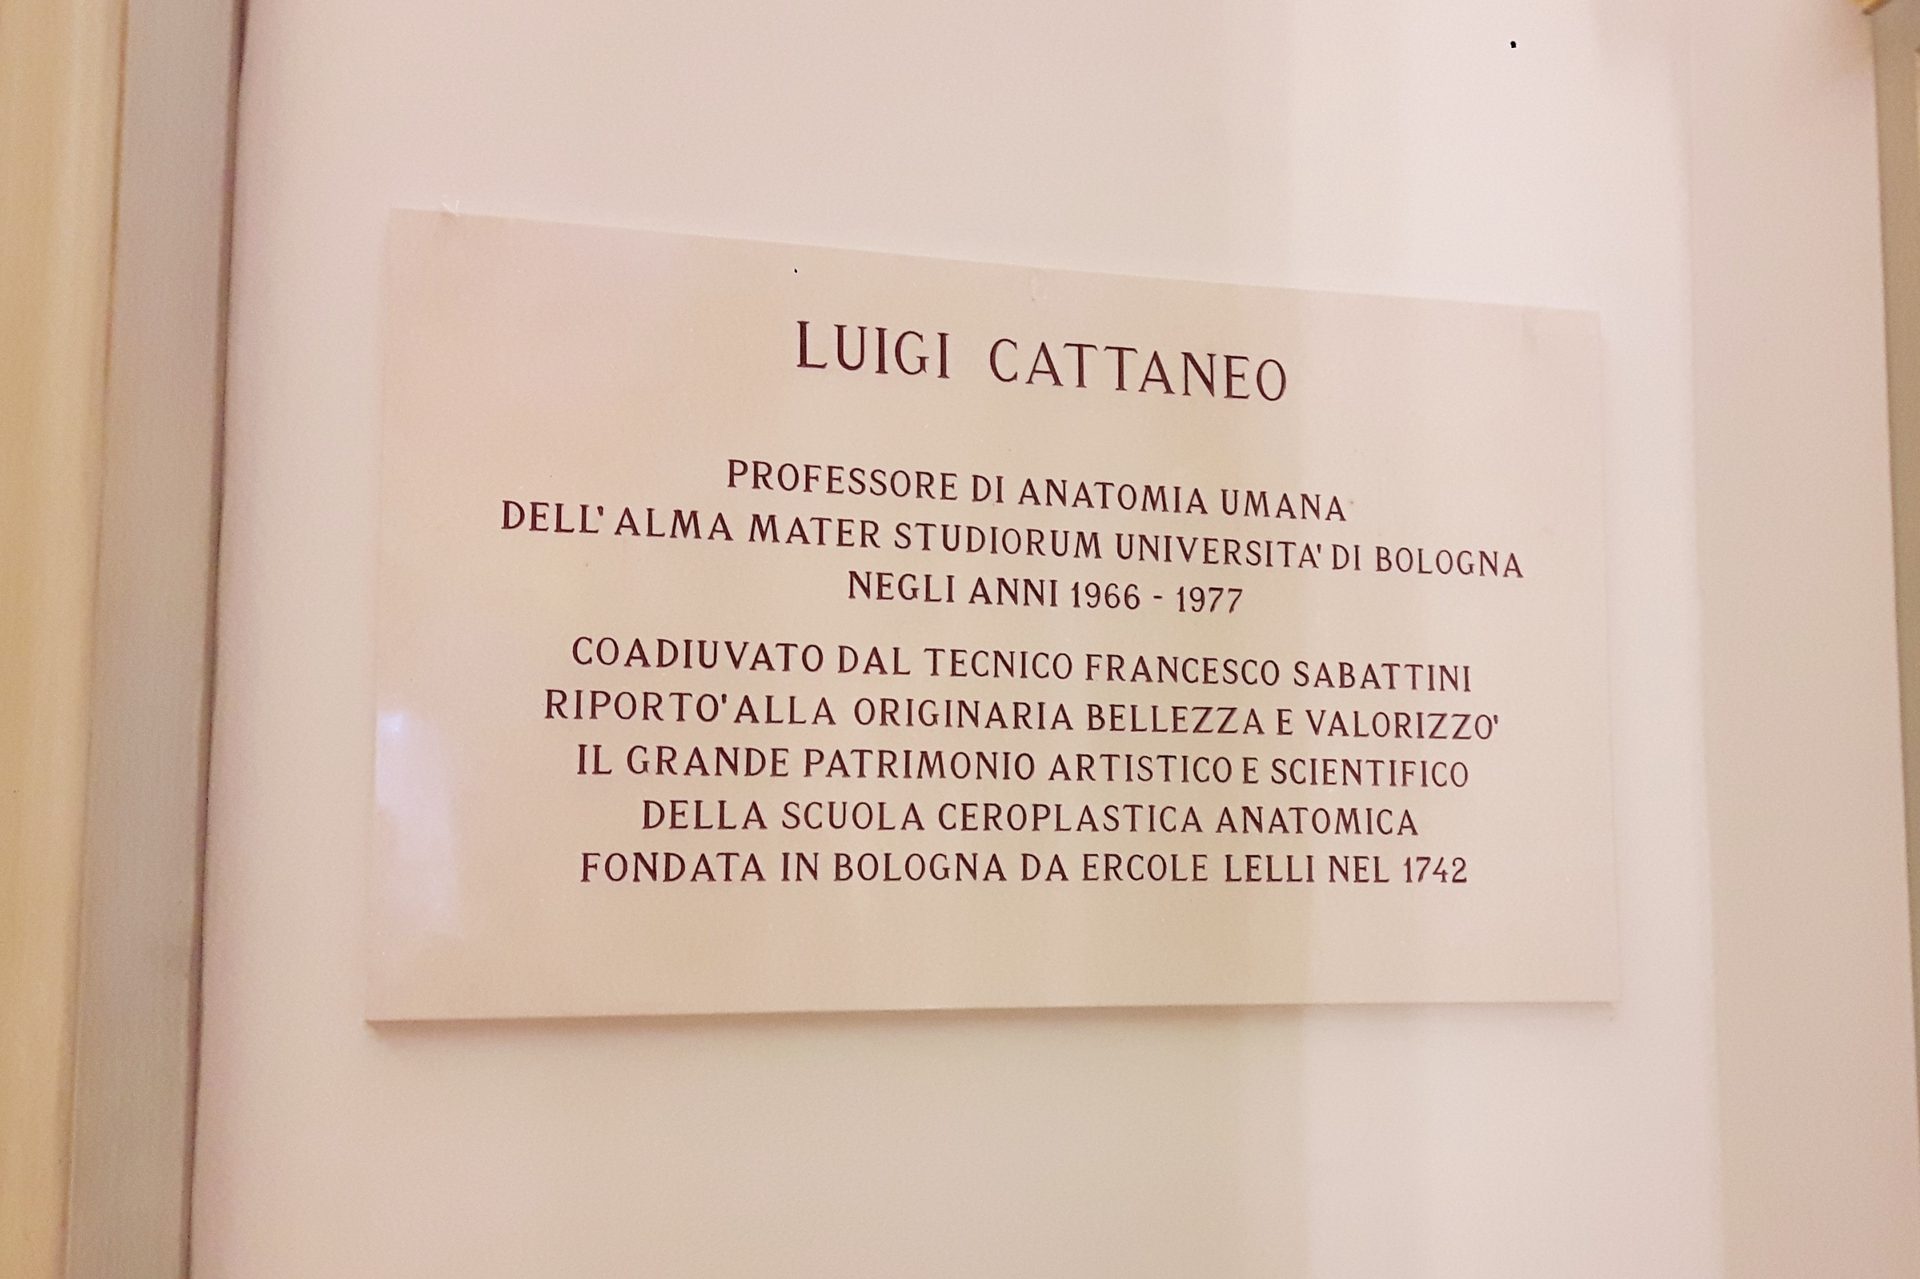 LUIGI CATTANEO
PROFESSORE DI ANATOMIA UMANA
DELL' ALMA MATER STUDIORUM UNIVERSITA' DI BOLOGNA
NEGLI ANNI 1966 - 1977
COADIUVATO DAL TECNICO FRANCESCO SABATTINI
RIPORTO' ALLA ORIGINARIA BELLEZZA E VALORIZZO'
IL GRANDE PATRIMONIO ARTISTICO E SCIENTIFICO
DELLA SCUOLA CEROPLASTICA ANATOMICA
FONDATA IN BOLOGNA DA ERCOLE LELLI NEL 1742